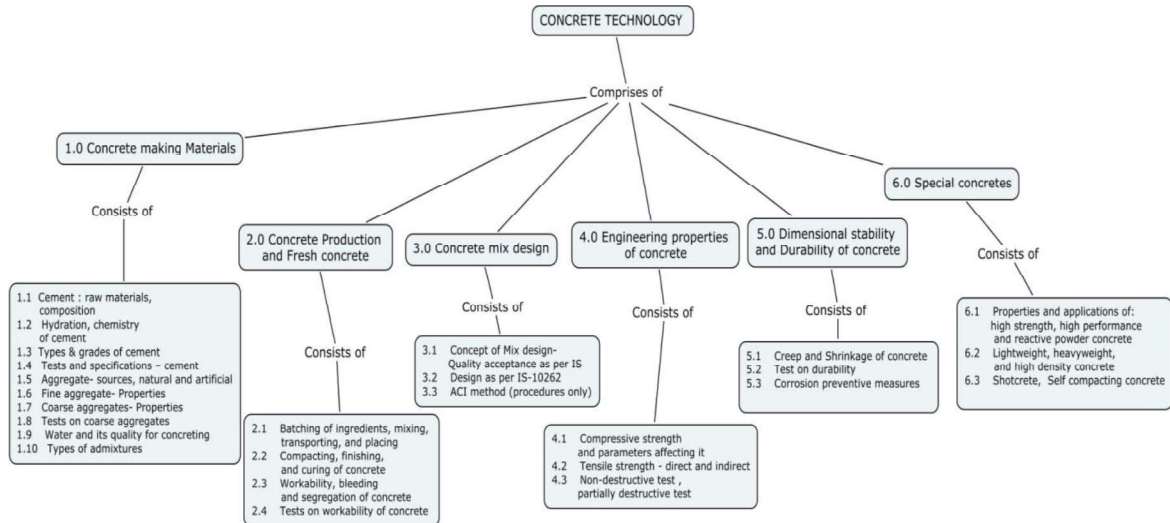 CONCRETE TECHNOLOGY
Comprises of
1.0 Concrete making Materials
Consists of
1.1 Cement : raw materials,
composition
1.2 Hydration, chemistry
of cement
1.3 Types & grades of cement
1.4 Tests and specifications – cement
1.5 Aggregate- sources, natural and artificial
1.6 Fine aggregate- Properties
1.7 Coarse aggregates- Properties
1.8 Tests on coarse aggregates
1.9 Water and its quality for concreting
1.10 Types of admixtures
2.0 Concrete Production
and Fresh concrete
Consists of
2.1 Batching of ingredients, mixing,
transporting, and placing
2.2 Compacting, finishing,
and curing of concrete
2.3 Workability, bleeding
and segregation of concrete
2.4 Tests on workability of concrete
3.0 Concrete mix design
Consists of
3.1 Concept of Mix design-
Quality acceptance as per IS
3.2 Design as per IS-10262
3.3 ACI method (procedures only)
4.0 Engineering properties
of concrete
Consists of
4.1 Compressive strength
and parameters affecting it
4.2 Tensile strength - direct and indirect
4.3 Non-destructive test ,
partially destructive test
5.0 Dimensional stability
and Durability of concrete
Consists of
5.1 Creep and Shrinkage of concrete
5.2 Test on durability
5.3 Corrosion preventive measures
6.0 Special concretes
Consists of
6.1 Properties and applications of:
high strength, high performance
and reactive powder concrete
6.2 Lightweight, heavyweight,
and high density concrete
6.3 Shotcrete, Self compacting concrete